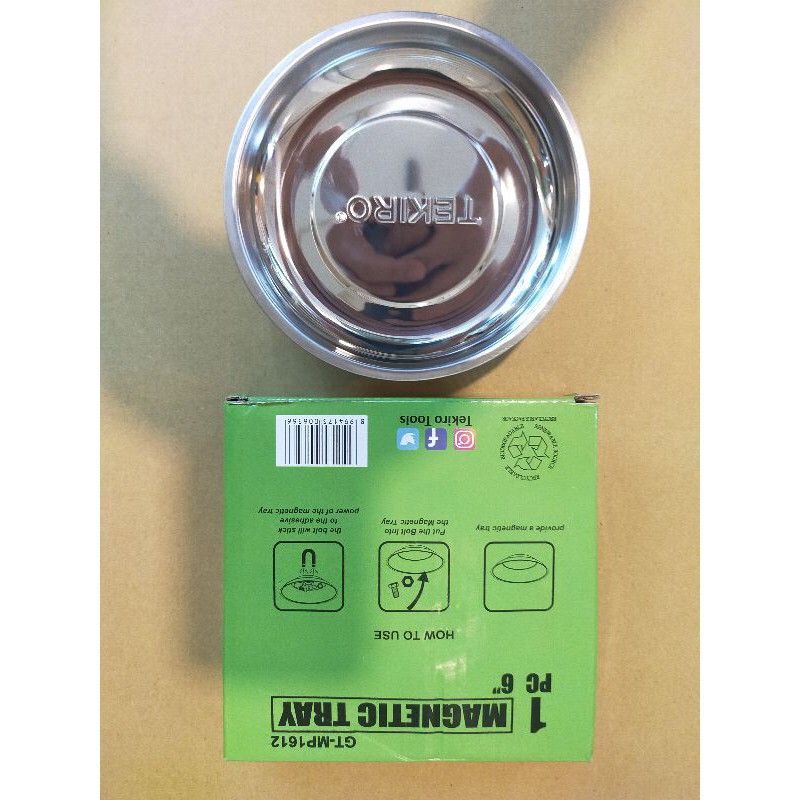 GT-MP1612
1 MAGNETIC TRAY
PC 6"
HOW TO USE
provide a magnetic tray
Put the Bolt Into
the Magnetic Tray
the bolt will stick
to the adhesive
power of the magnetic tray
Tekiro Tools
TEKIRO®